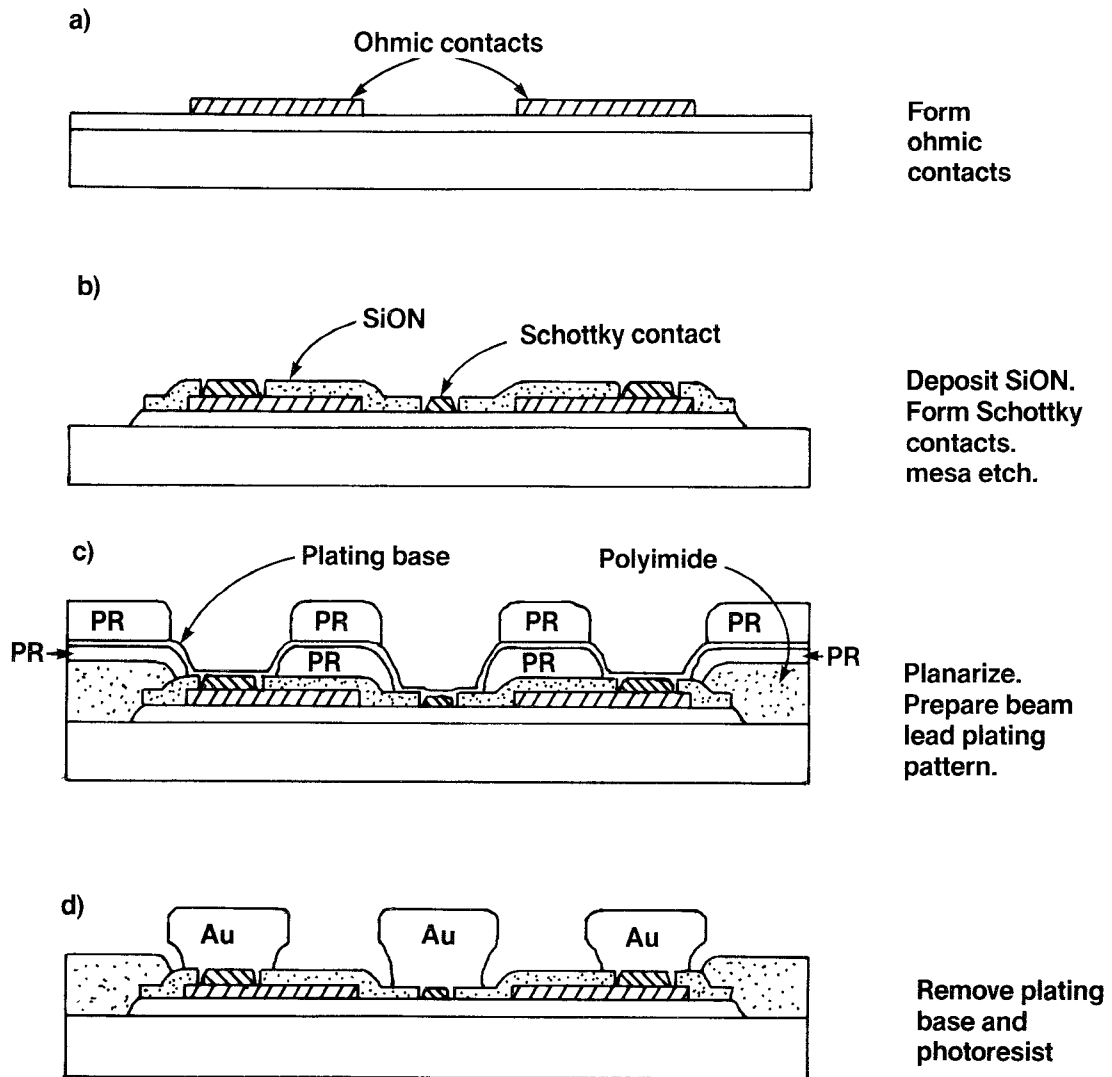 a)
Ohmic contacts
Form
ohmic
contacts
b)
SiON
Schottky contact
Deposit SiON.
Form Schottky
contacts.
mesa etch.
c)
Plating base
Polyimide
PR
PR
PR
PR
PR
PR
PR
PR
Planarize.
Prepare beam
lead plating
pattern.
d)
Au
Au
Au
Remove plating
base and
photoresist